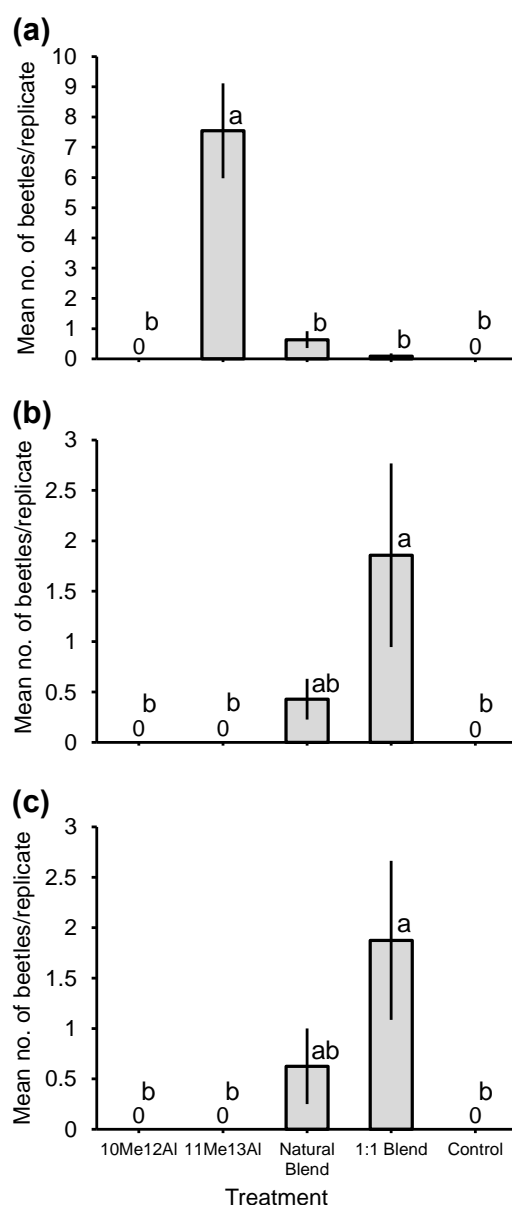 (a)
Mean no. of beetles/replicate
10
9
8
7
6
5
4
3
2
1
0
b
0
a
b
b
b
0
(b)
Mean no. of beetles/replicate
3
2.5
2
1.5
1
0.5
0
b
0
b
0
ab
a
b
0
(c)
Mean no. of beetles/replicate
3
2.5
2
1.5
1
0.5
0
b
0
b
0
ab
a
b
0
10Me12Al 11Me13Al Natural 1:1 Blend Control
Blend
Treatment